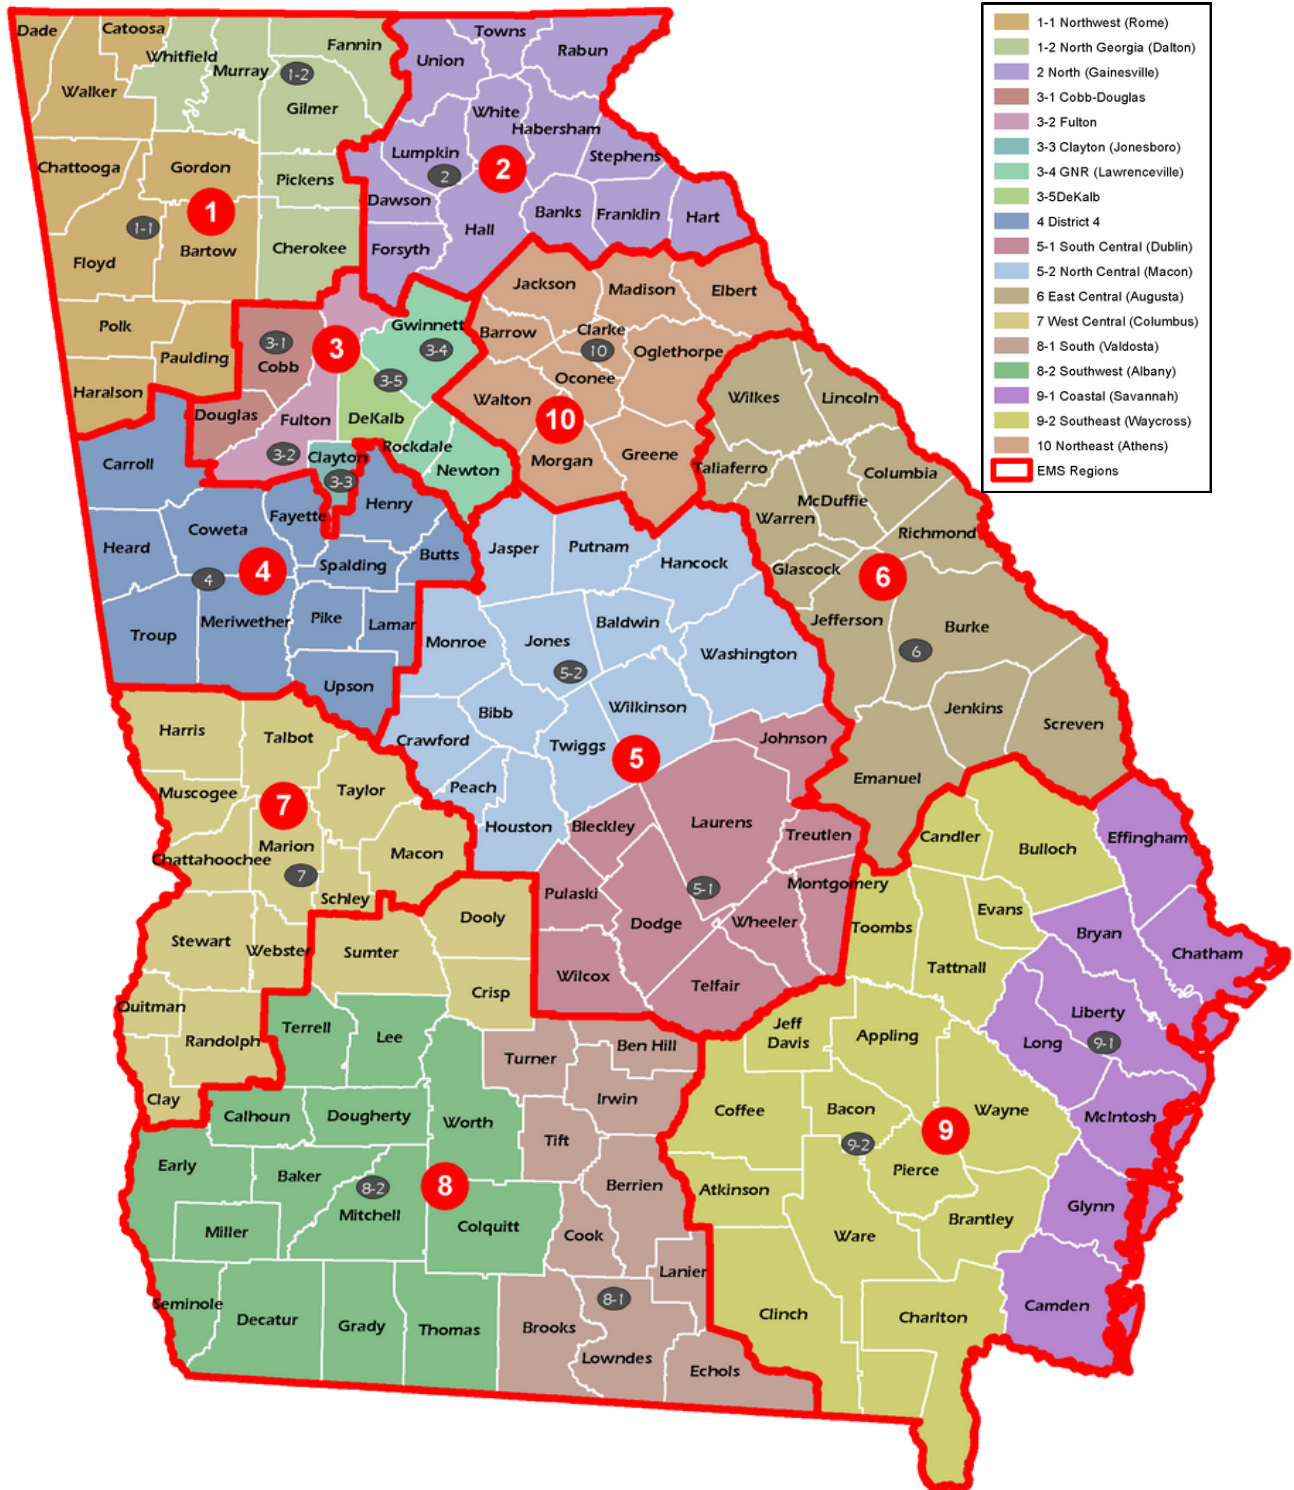 1-1 Northwest (Rome)
1-2 North Georgia (Dalton)
2 North (Gainesville)
3-1 Cobb-Douglas
3-2 Fulton
3-3 Clayton (Jonesboro)
3-4 GNR (Lawrenceville)
3-5DeKalb
4 District 4
5-1 South Central (Dublin)
5-2 North Central (Macon)
6 East Central (Augusta)
7 West Central (Columbus)
8-1 South (Valdosta)
8-2 Southwest (Albany)
9-1 Coastal (Savannah)
9-2 Southeast (Waycross)
10 Northeast (Athens)
EMS Regions
Dade
Catoosa
Whitfield
Murray
Fannin
1-2
Walker
Gilmer
Chattooga
Gordon
Pickens
1
1-1
Floyd
Bartow
Cherokee
Polk
Paulding
Haralson
Towns
Union
Rabun
White
Habersham
Lumpkin
Stephens
2
2
Dawson
Hall
Banks
Franklin
Hart
Forsyth
3-1
Cobb
3
Gwinnett
3-4
3-5
Douglas
Fulton
DeKalb
3-2
Clayton
3-3
Rockdale
Newton
Jackson
Madison
Elbert
Barrow
Clarke
10
Oglethorpe
Oconee
Walton
10
Morgan
Greene
Carroll
Henry
Coweta
Fayette
Heard
Spalding
Butts
4
4
Troup
Meriwether
Pike
Lamar
Upson
Wilkes
Lincoln
Taliaferro
Columbia
McDuffie
Warren
Richmond
Glascock
6
Jefferson
Burke
6
Jenkins
Screven
Emanuel
Jasper
Putnam
Hancock
Monroe
Jones
Baldwin
Washington
5-2
Bibb
Wilkinson
Crawford
Twiggs
5
Peach
Houston
Johnson
Bleckley
Laurens
Treutlen
Pulaski
5-1
Montgomery
Dodge
Wheeler
Wilcox
Telfair
Harris
Talbot
Muscogee
7
Taylor
Chattahoochee
Marion
Macon
7
Schley
Stewart
Webster
Sumter
Dooly
Crisp
Quitman
Randolph
Clay
Terrell
Lee
Turner
Ben Hill
Calhoun
Dougherty
Worth
Irwin
Tift
Early
Baker
8-2
Mitchell
8
Berrien
Miller
Colquitt
Cook
Lanier
8-1
Seminole
Decatur
Grady
Thomas
Brooks
Lowndes
Echols
Candler
Bulloch
Effingham
Evans
Toombs
Tattnall
Bryan
Chatham
Liberty
Long
9-1
Jeff
Davis
Appling
Coffee
Bacon
Wayne
9
9-2
Pierce
McIntosh
Atkinson
Ware
Brantley
Glynn
Clinch
Charlton
Camden